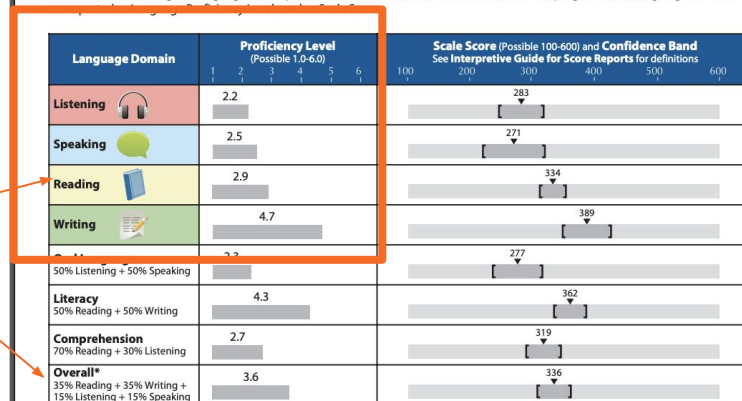 Language Domain
Proficiency Level
(Possible 1.0-6.0)
1 2 3 4 5 6
Scale Score (Possible 100-600) and Confidence Band
See Interpretive Guide for Score Reports for definitions
100 200 300 400 500 600
Listening 2.2 283
Speaking 2.5 271
Reading 2.9 334
Writing 4.7 389
277
50% Listening + 50% Speaking
Literacy 4.3 362
50% Reading + 50% Writing
Comprehension 2.7 319
70% Reading + 30% Listening
Overall* 3.6 336
35% Reading + 35% Writing +
15% Listening + 15% Speaking